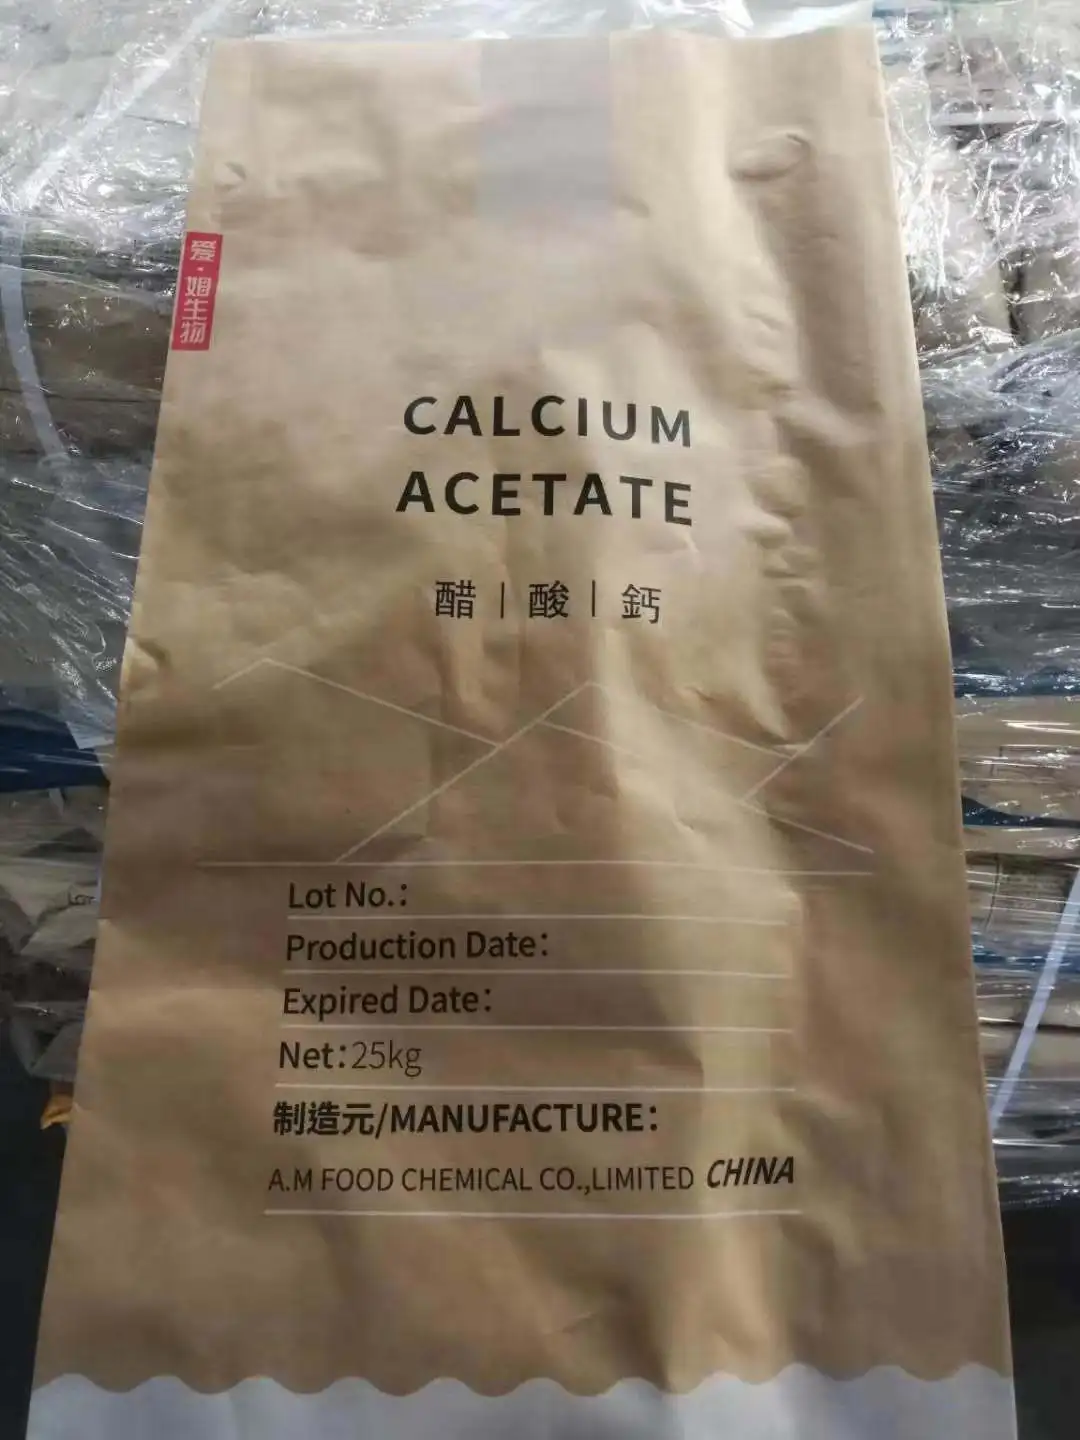 爱·姆生物
CALCIUM
ACETATE
醋|酸|鈣
Lot No.:
Production Date:
Expired Date:
Net:25kg
制造元/MANUFACTURE:
A.M FOOD CHEMICAL CO.,LIMITED CHINA